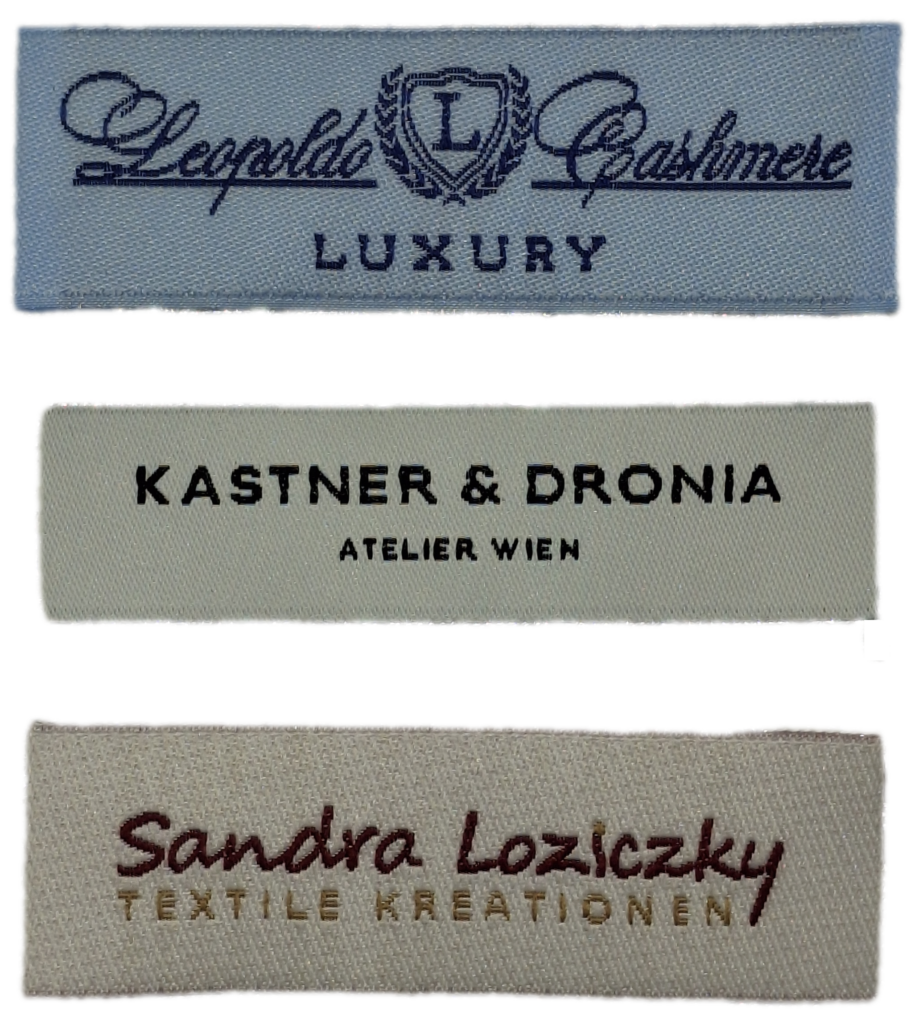 Leopoldo L Cashmere
LUXURY
KASTNER & DRONIA
ATELIER WIEN
Sandra Loziczky
TEXTILE KREATIONEN